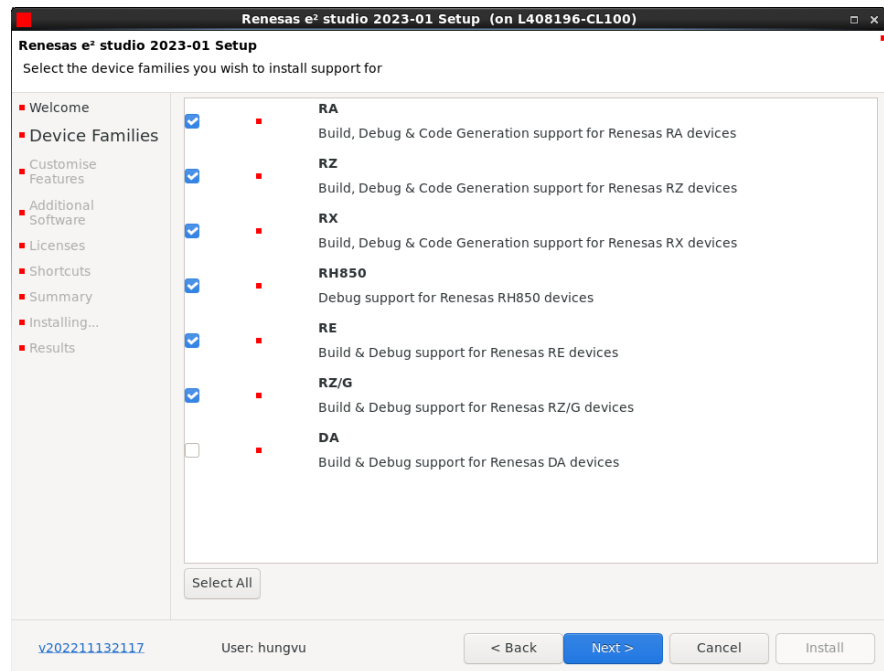 Renesas e² studio 2023-01 Setup (on L408196-CL100)
Renesas e² studio 2023-01 Setup
Select the device families you wish to install support for
Welcome
Device Families
Customise
Features
Additional
Software
Licenses
Shortcuts
Summary
Installing...
Results
RA
Build, Debug & Code Generation support for Renesas RA devices
RZ
Build, Debug & Code Generation support for Renesas RZ devices
RX
Build, Debug & Code Generation support for Renesas RX devices
RH850
Debug support for Renesas RH850 devices
RE
Build & Debug support for Renesas RE devices
RZ/G
Build & Debug support for Renesas RZ/G devices
DA
Build & Debug support for Renesas DA devices
Select All
v202211132117 User: hungvu < Back Next > Cancel Install